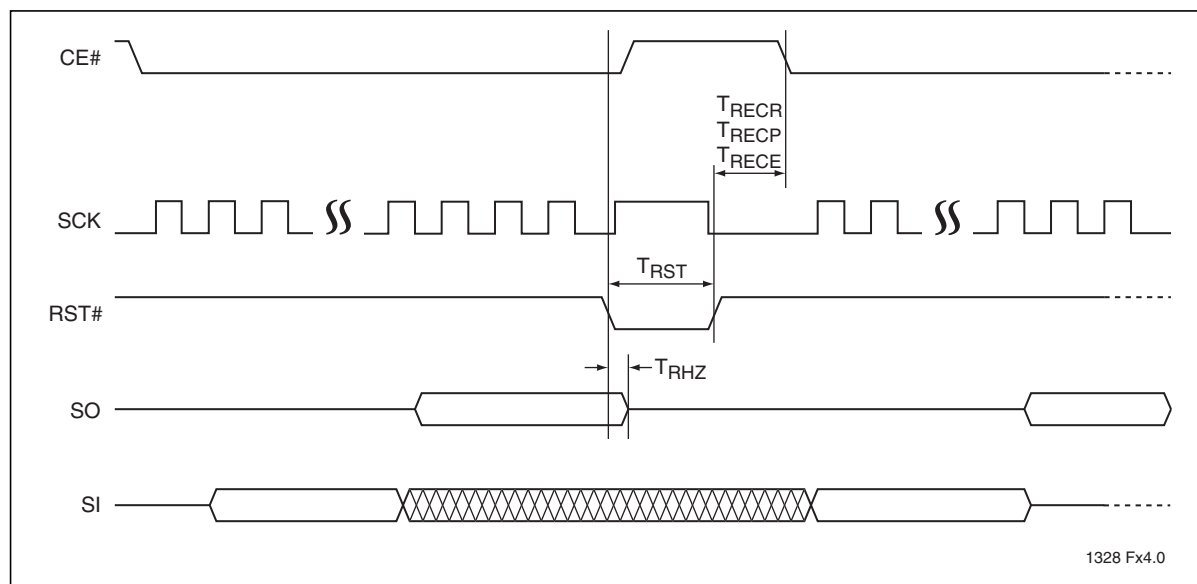 CE#
TRECR
TRECP
TRECE
SCK
TRST
RST#
TRHZ
SO
SI
1328 Fx4.0